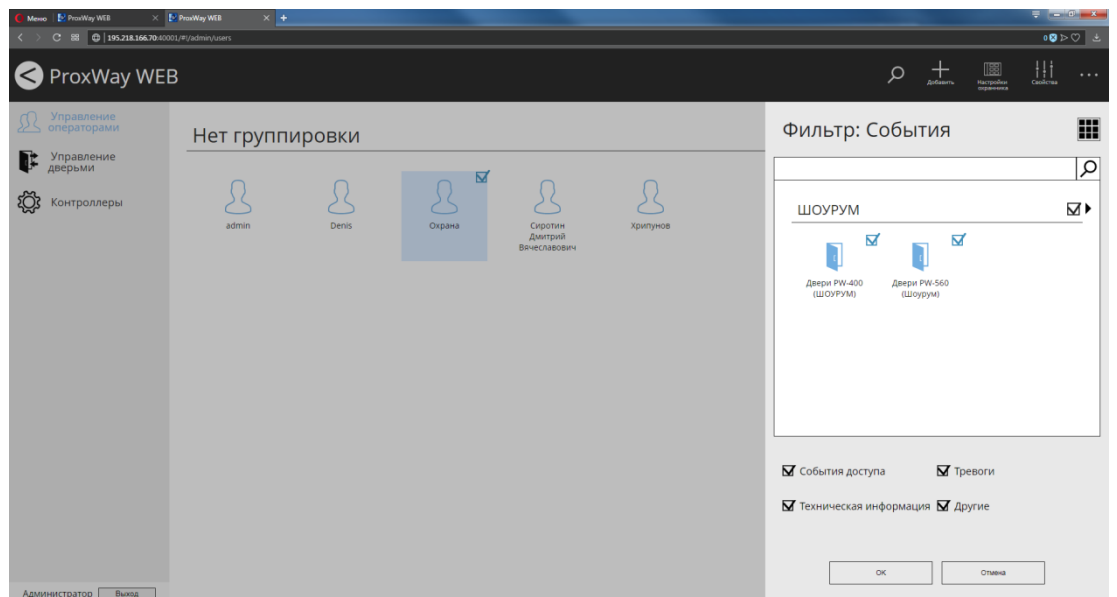 Меню
ProxWay WEB
ProxWay WEB
195.218.166.70:40001/#!/admin/users
0
ProxWay WEB
Добавить
Настройки
охранника
Свойства
Управление
операторами
Управление
дверьми
Контроллеры
Нет группировки
admin
Denis
Охрана
Сиротин
Дмитрий
Вячеславович
Хрипунов
Фильтр: События
ШОУРУМ
Двери PW-400
(ШОУРУМ)
Двери PW-560
(Шоурум)
События доступа
Тревоги
Техническая информация
Другие
ОК
Отмена
Администратор
Выход